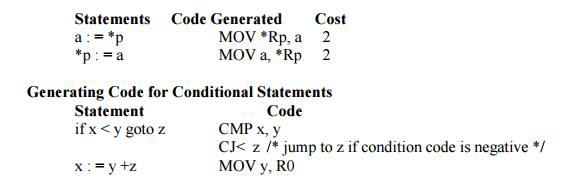 Statements Code Generated Cost
a : = *p MOV *Rp, a 2
*p : = a MOV a, *Rp 2
Generating Code for Conditional Statements
Statement Code
if x < y goto z CMP x, y
CJ< z /* jump to z if condition code is negative */
x : = y +z MOV y, R0